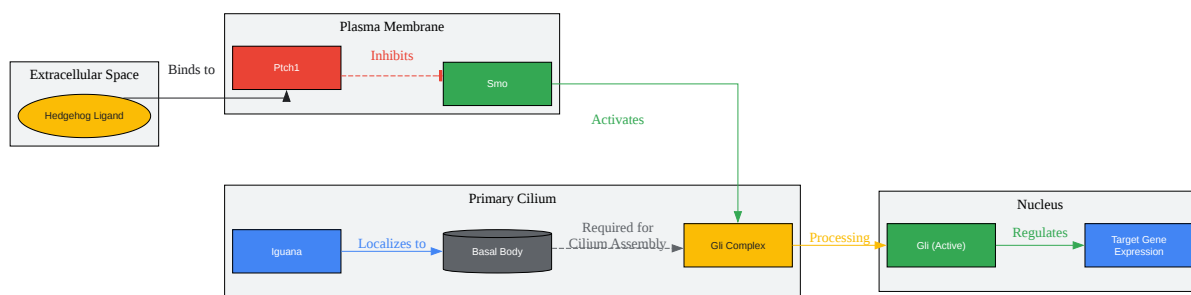 Plasma Membrane
Ptch1
Inhibits
Smo
Extracellular Space
Hedgehog Ligand
Binds to
Activates
Primary Cilium
Iguana
Localizes to
Basal Body
Required for
Cilium Assembly
Gli Complex
Processing
Nucleus
Gli (Active)
Regulates
Target Gene
Expression